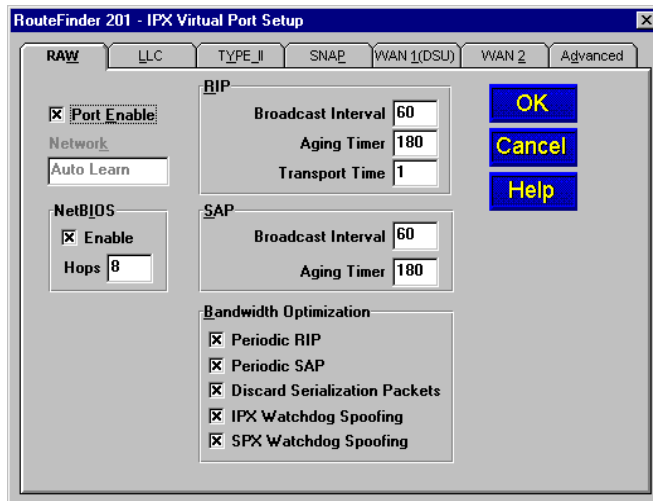 RouteFinder 201 - IPX Virtual Port Setup
RAW
LLC
TYPE_II
SNAP
WAN 1(DSU)
WAN 2
Advanced
Port Enable
Network
Auto Learn
NetBIOS
Enable
Hops 8
RIP
Broadcast Interval 60
Aging Timer 180
Transport Time 1
SAP
Broadcast Interval 60
Aging Timer 180
Bandwidth Optimization
Periodic RIP
Periodic SAP
Discard Serialization Packets
IPX Watchdog Spoofing
SPX Watchdog Spoofing
OK
Cancel
Help